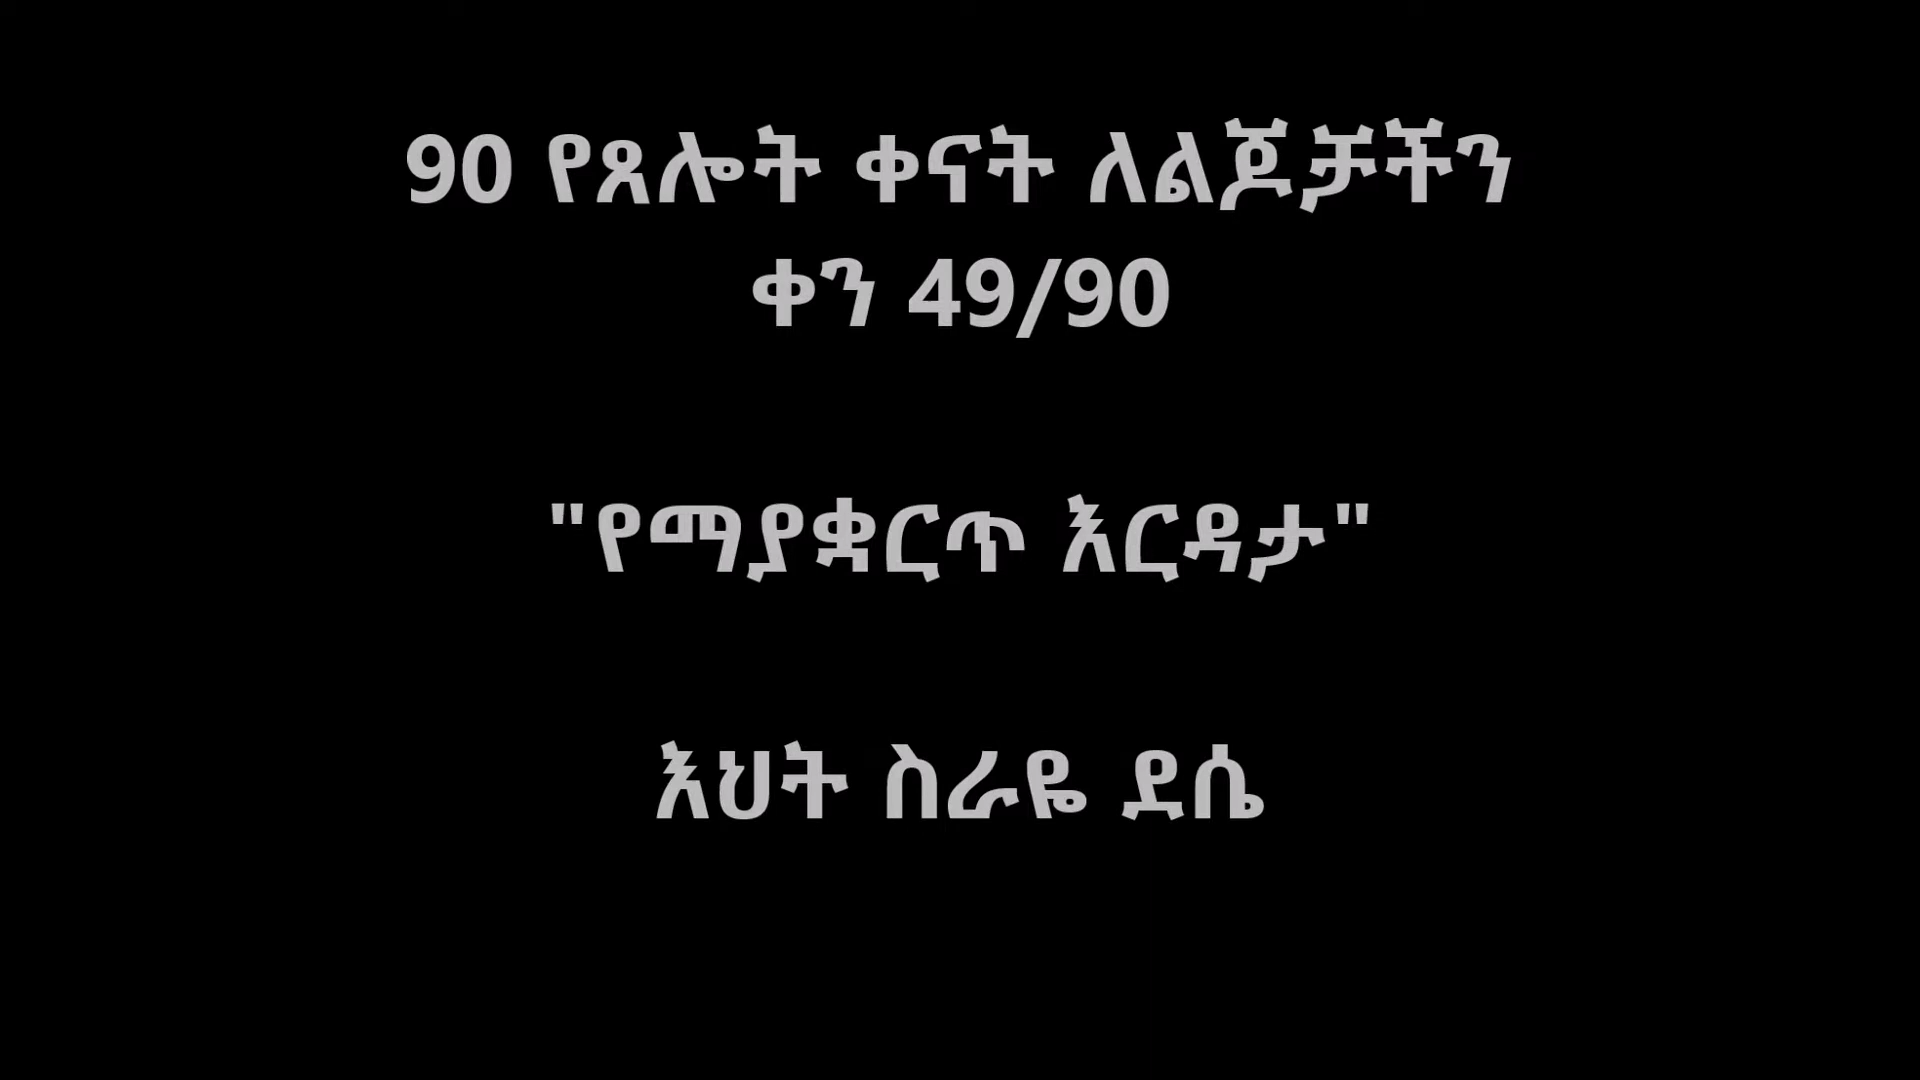 90 የጸሎት ቀናት ለልጆቻችን
ቀን 49/90
"የማያቋርጥ እርዳታ"
እህት ስራዬ ደሴ